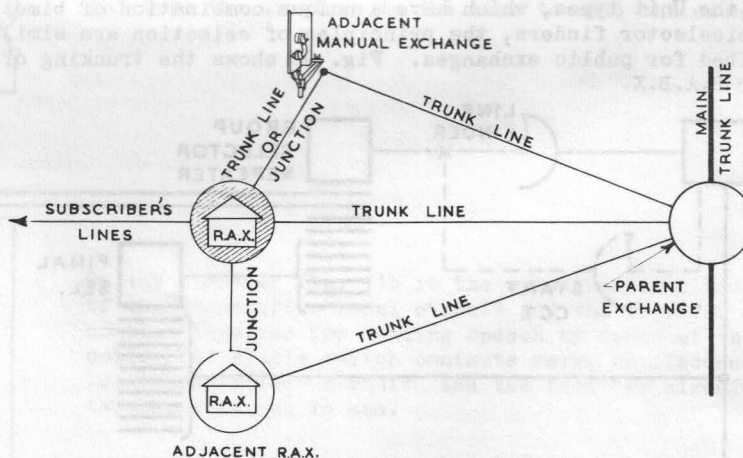 ADJACENT
MANUAL EXCHANGE
TRUNK LINE
OR
JUNCTION
TRUNK LINE
MAIN
TRUNK LINE
SUBSCRIBER'S
LINES
R.A.X.
TRUNK LINE
PARENT
EXCHANGE
JUNCTION
TRUNK LINE
R.A.X.
ADJACENT R.A.X.